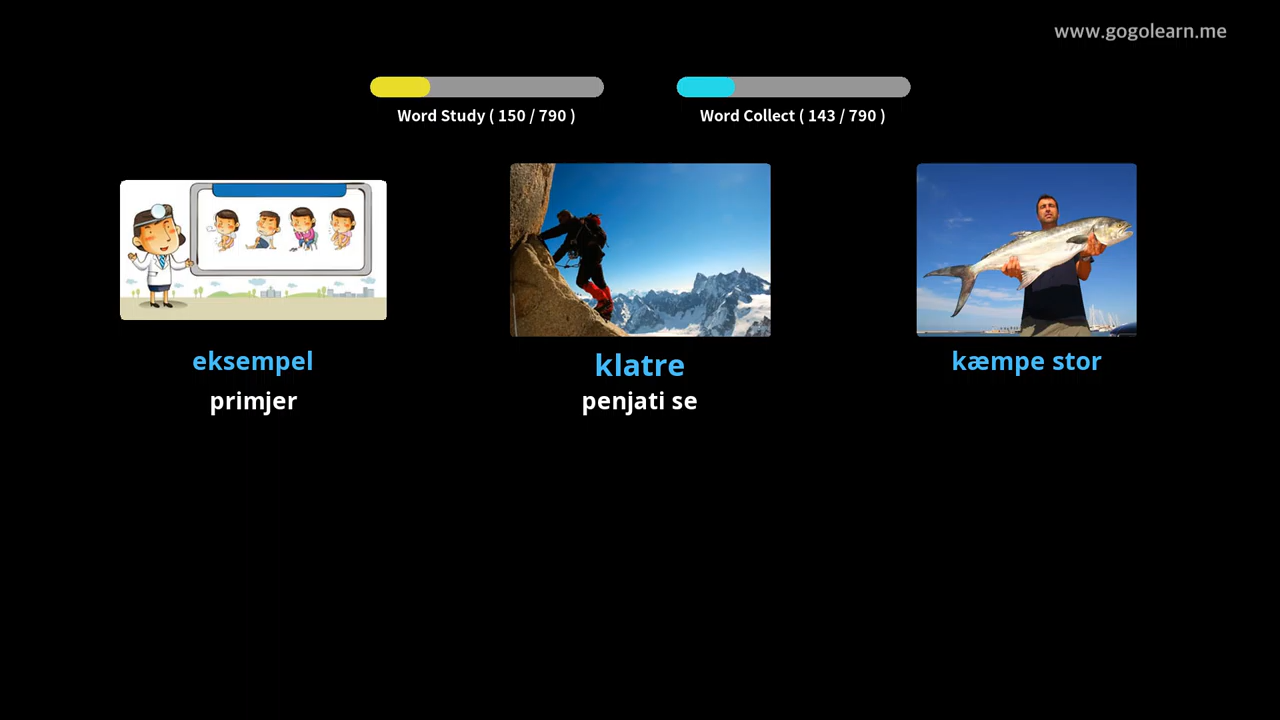 www.gogolearn.me
Word Study ( 150 / 790 )
Word Collect ( 143 / 790 )
eksempel
primjer
klatre
penjati se
kæmpe stor